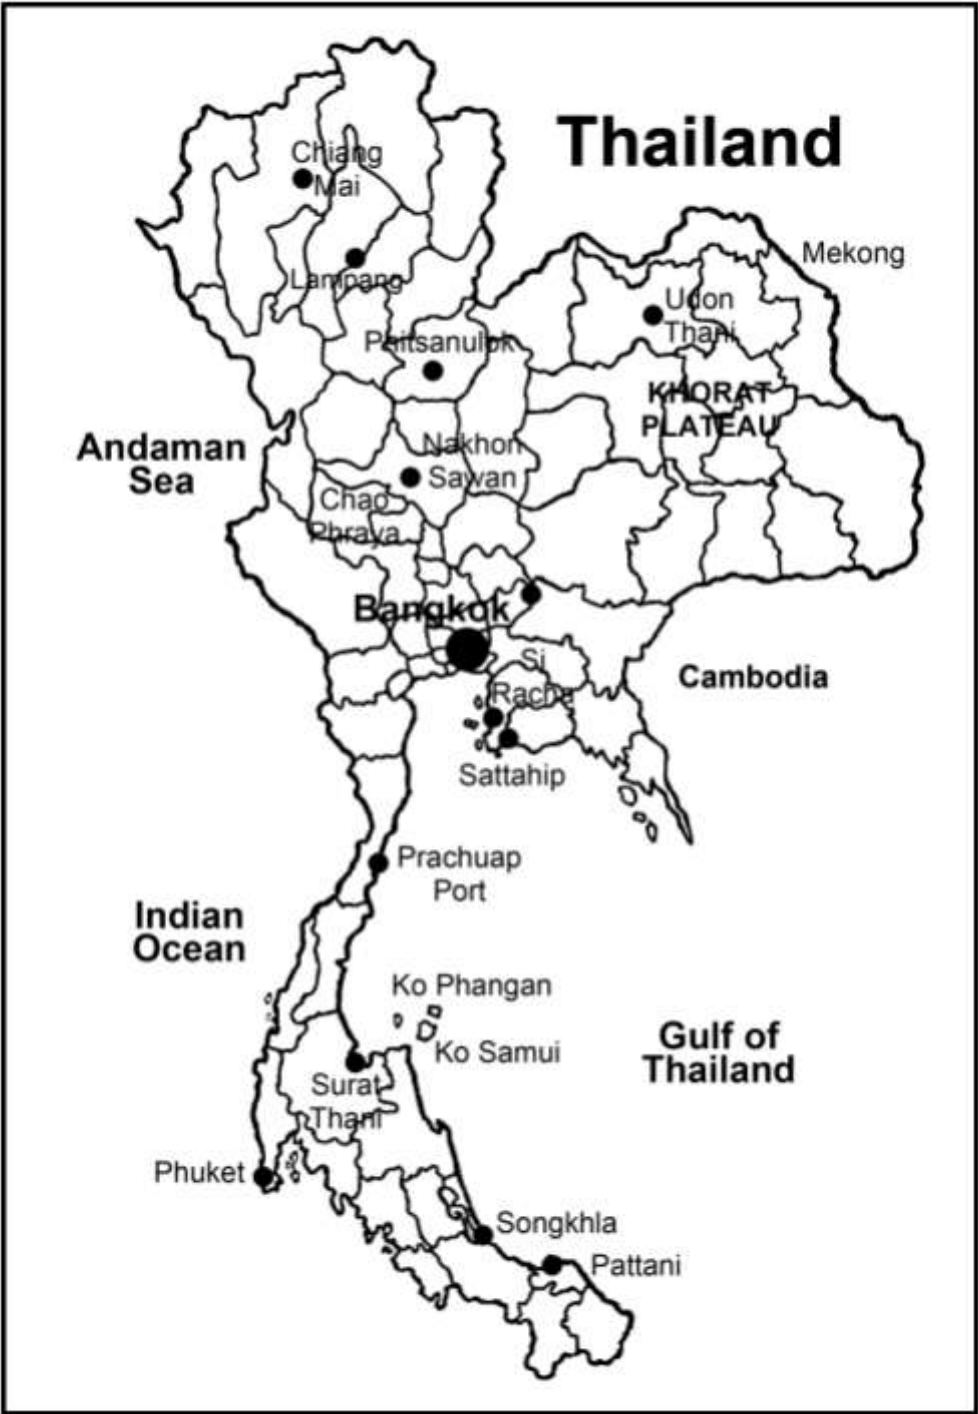 Thailand
Chiang
Mai
Mekong
Lampang
Udon
Thani
Phitsanulok
KHORAT
PLATEAU
Andaman
Sea
Nakhon
Sawan
Chao
Phraya
Bangkok
Si
Racha
Cambodia
Sattahip
Prachuap
Port
Indian
Ocean
Ko Phangan
Gulf of
Thailand
Ko Samui
Surat
Thani
Phuket
Songkhla
Pattani